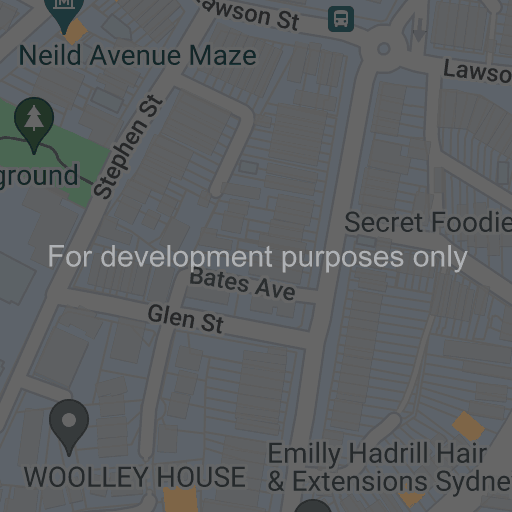 Lawson St
Neild Avenue Maze
Lawso
Stephen St
ground
Secret Foodie
For development purposes only
Bates Ave
Glen St
Emilly Hadrill Hair
& Extensions Sydne
WOOLLEY HOUSE